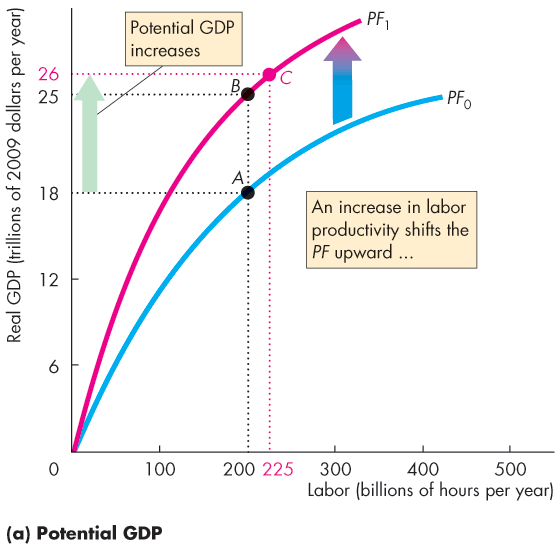 Real GDP (trillions of 2009 dollars per year)
Potential GDP
increases
PF1
26
C
25
B
PF0
18
A
An increase in labor
productivity shifts the
PF upward ...
12
6
0
100
200
225
300
400
500
Labor (billions of hours per year)
(a) Potential GDP